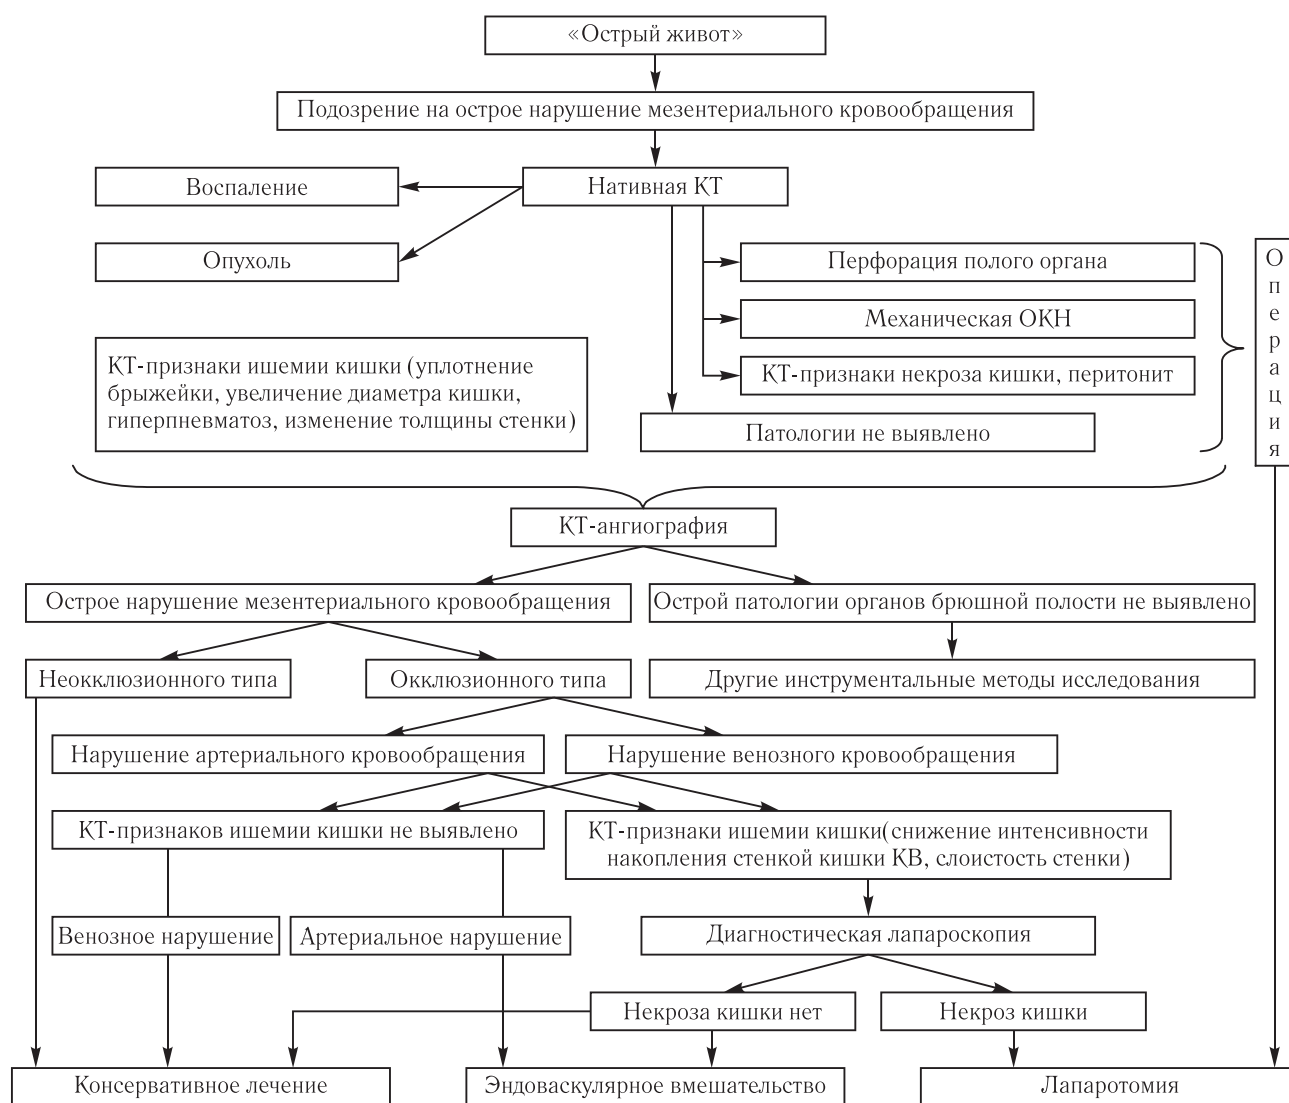 «Острый живот»
Подозрение на острое нарушение мезентериального кровообращения
Нативная КТ
Воспаление
Опухоль
Перфорация полого органа
Механическая ОКН
КТ-признаки некроза кишки, перитонит
КТ-признаки ишемии кишки (уплотнение
брыжейки, увеличение диаметра кишки,
гиперпневматоз, изменение толщины стенки)
Патологии не выявлено
Операция
КТ-ангиография
Острое нарушение мезентериального кровообращения
Острой патологии органов брюшной полости не выявлено
Неокклюзионного типа
Окклюзионного типа
Другие инструментальные методы исследования
Нарушение артериального кровообращения
Нарушение венозного кровообращения
КТ-признаков ишемии кишки не выявлено
КТ-признаки ишемии кишки(снижение интенсивности
накопления стенкой кишки КВ, слоистость стенки)
Венозное нарушение
Артериальное нарушение
Диагностическая лапароскопия
Некроза кишки нет
Некроз кишки
Консервативное лечение
Эндоваскулярное вмешательство
Лапаротомия